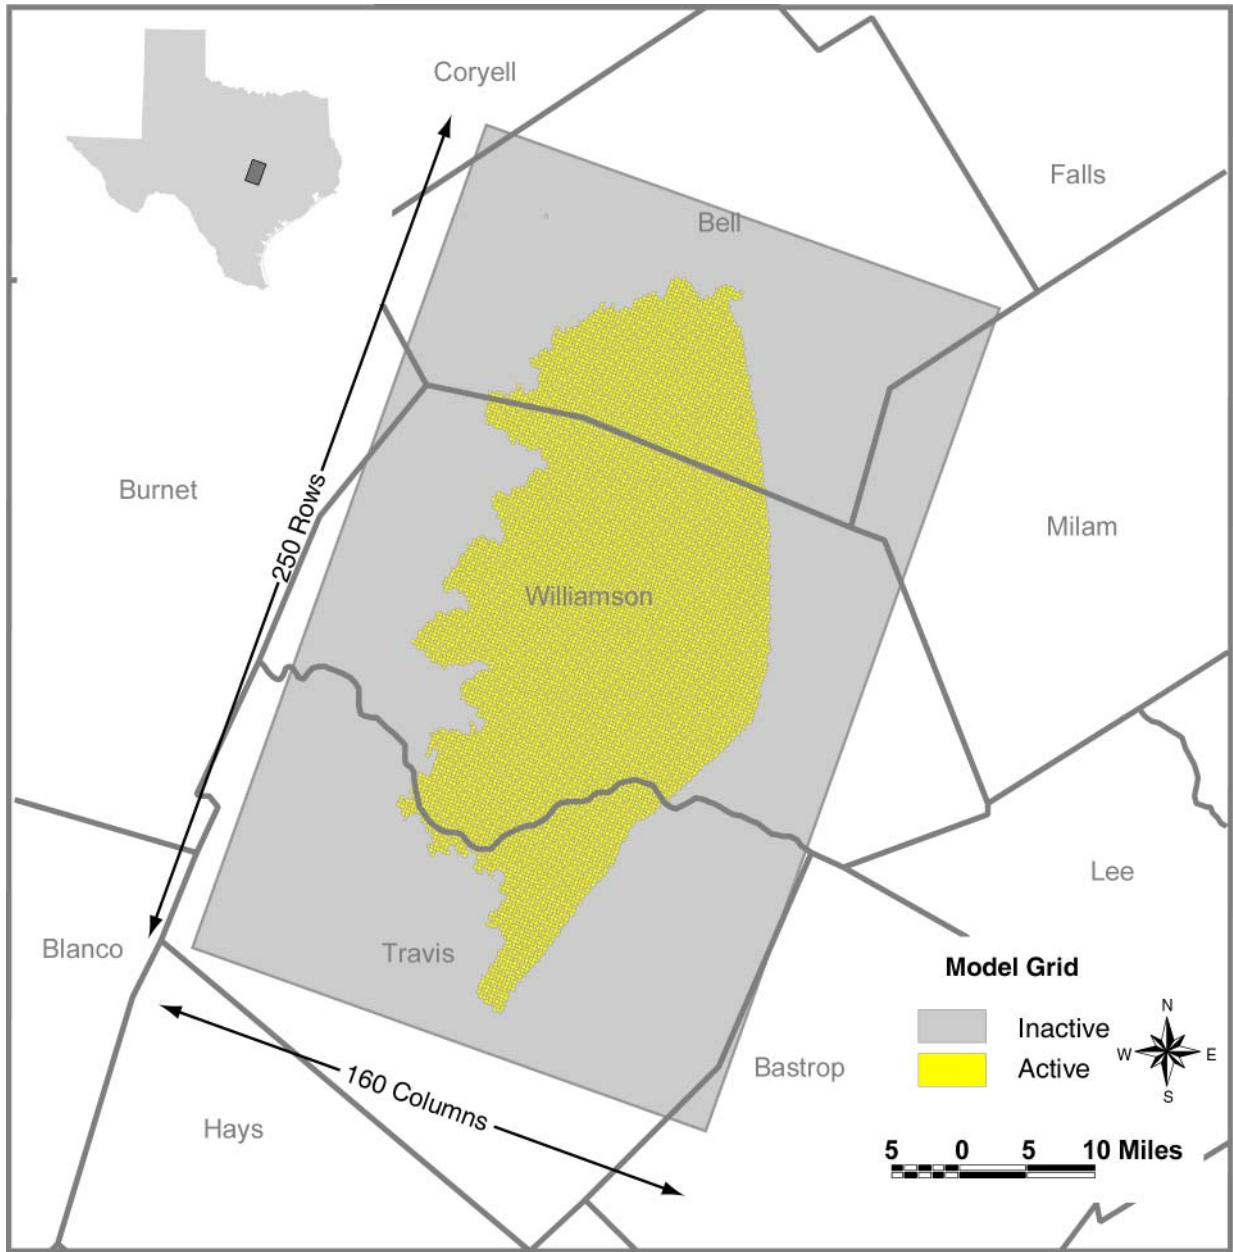 Coryell
Falls
Bell
Burnet
250 Rows
Milam
Williamson
Lee
Blanco
Travis
Model Grid
Inactive
Active
N
W
E
S
Bastrop
160 Columns
Hays
5 0 5 10 Miles